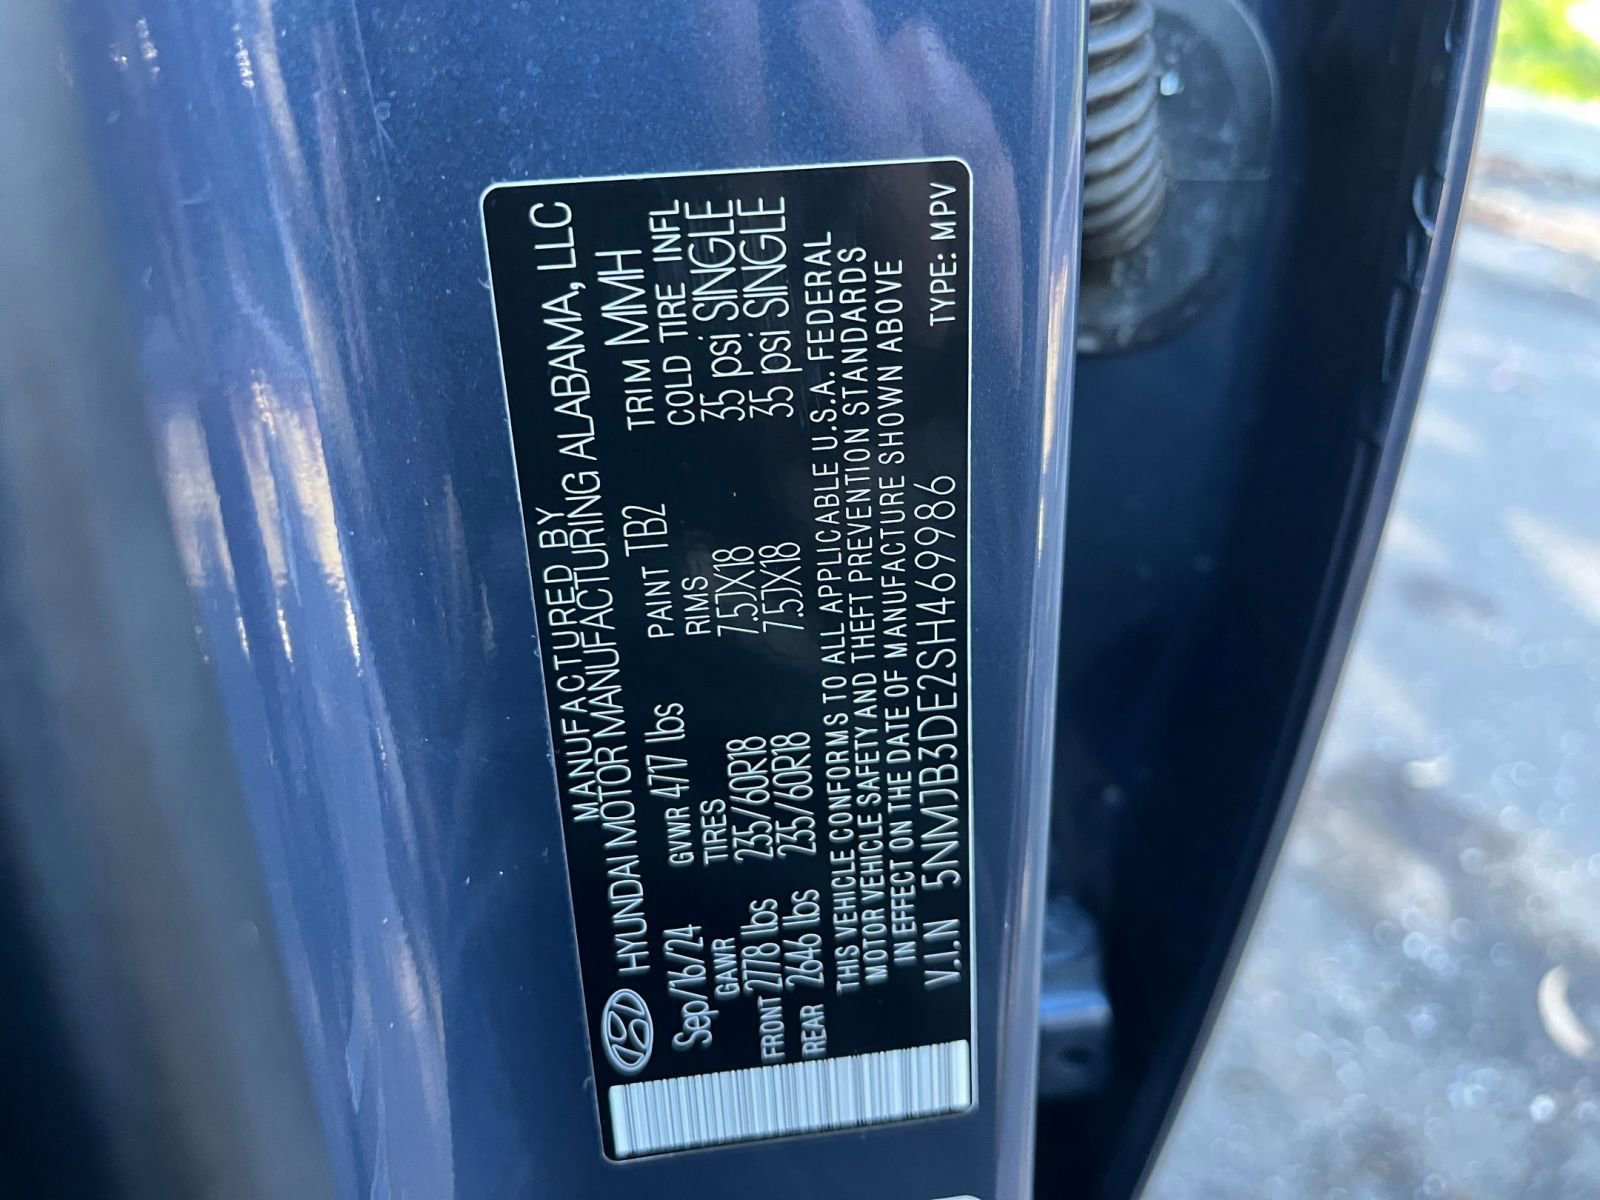 MANUFACTURED BY
HYUNDAI MOTOR MANUFACTURING ALABAMA, LLC
Sep/16/24 GVWR 4717 lbs PAINT TB2 TRIM MMH
GAWR TIRES RIMS COLD TIRE INFL
FRONT 2778 lbs 235/60R18 7.5JX18 35 psi SINGLE
REAR 2646 lbs 235/60R18 7.5JX18 35 psi SINGLE
THIS VEHICLE CONFORMS TO ALL APPLICABLE U.S.A. FEDERAL
MOTOR VEHICLE SAFETY AND THEFT PREVENTION STANDARDS
IN EFFECT ON THE DATE OF MANUFACTURE SHOWN ABOVE
V.I.N 5NMJB3DE2SH469986 TYPE: MPV